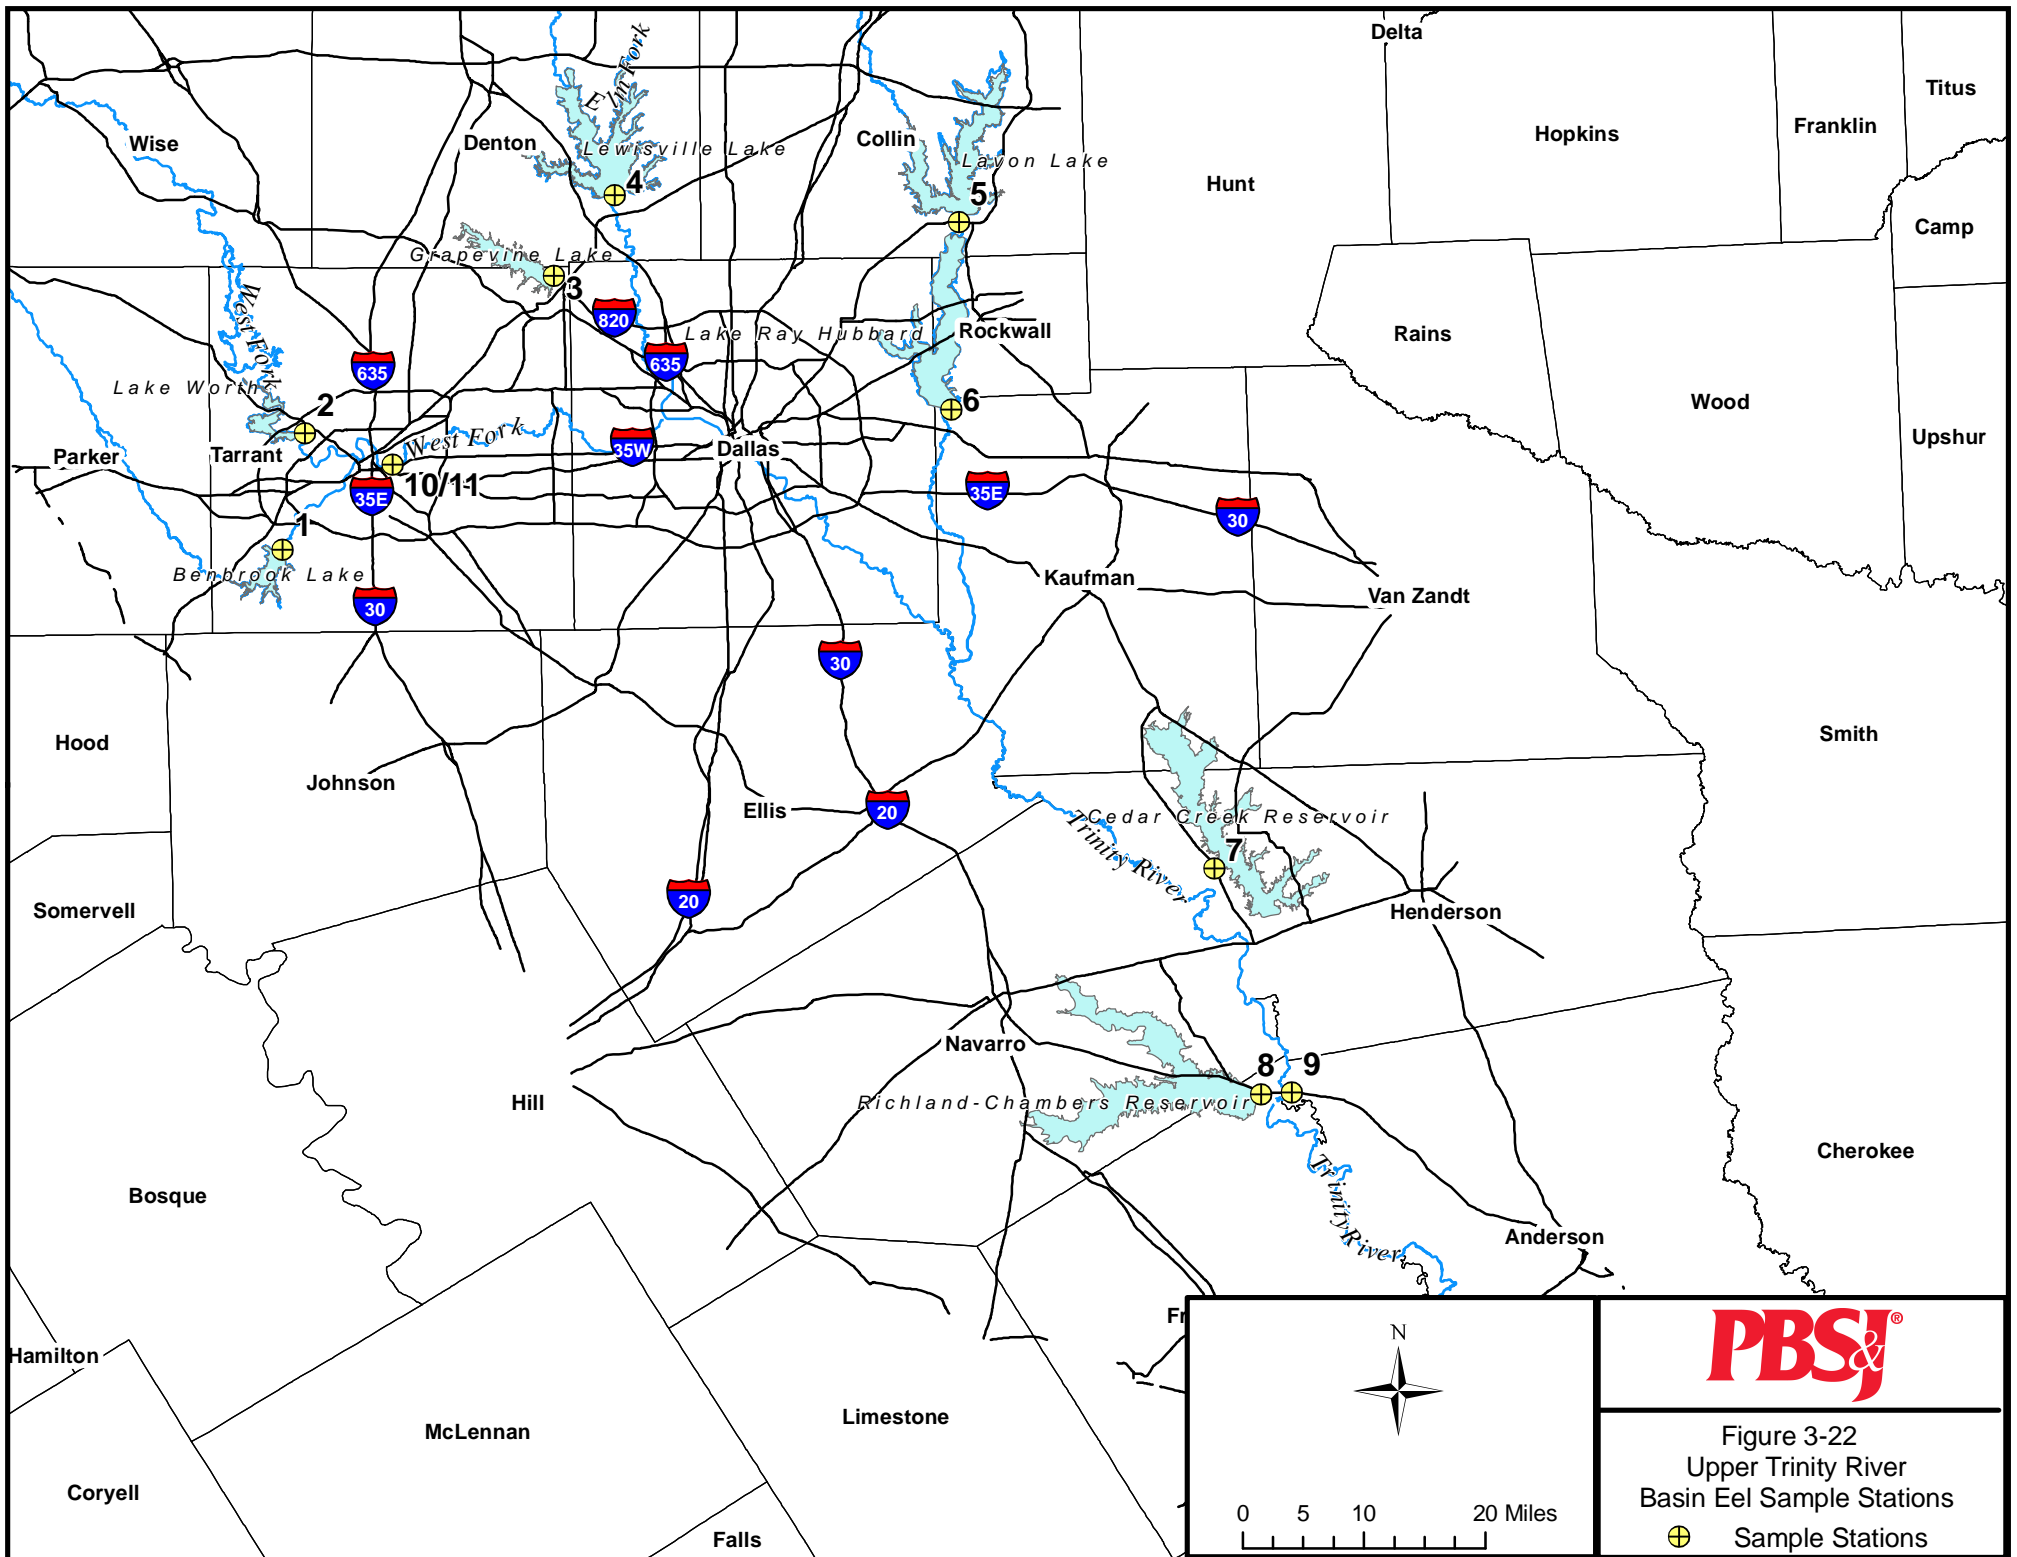 Delta
Elm Fork
Titus
Hopkins
Franklin
Wise
Denton
Collin
Lewisville Lake
Lavon Lake
4
Hunt
5
Camp
Grapevine Lake
3
820
West Fork
Lake Ray Hubbard
Rockwall
Rains
635
635
Lake Worth
2
6
Wood
West Fork
35W
Dallas
Upshur
Parker
Tarrant
10/11
35E
35E
30
1
Benbrook Lake
Kaufman
Van Zandt
30
30
Hood
Smith
Johnson
Ellis
20
Cedar Creek Reservoir
Trinity River
7
20
Somervell
Henderson
Navarro
8
9
Hill
Richland-Chambers Reservoir
Cherokee
Bosque
Trinity River
Anderson
Fr
Hamilton
McLennan
Limestone
Coryell
Falls
N
0 5 10 20 Miles
PBS&J®
Figure 3-22
Upper Trinity River
Basin Eel Sample Stations
Sample Stations